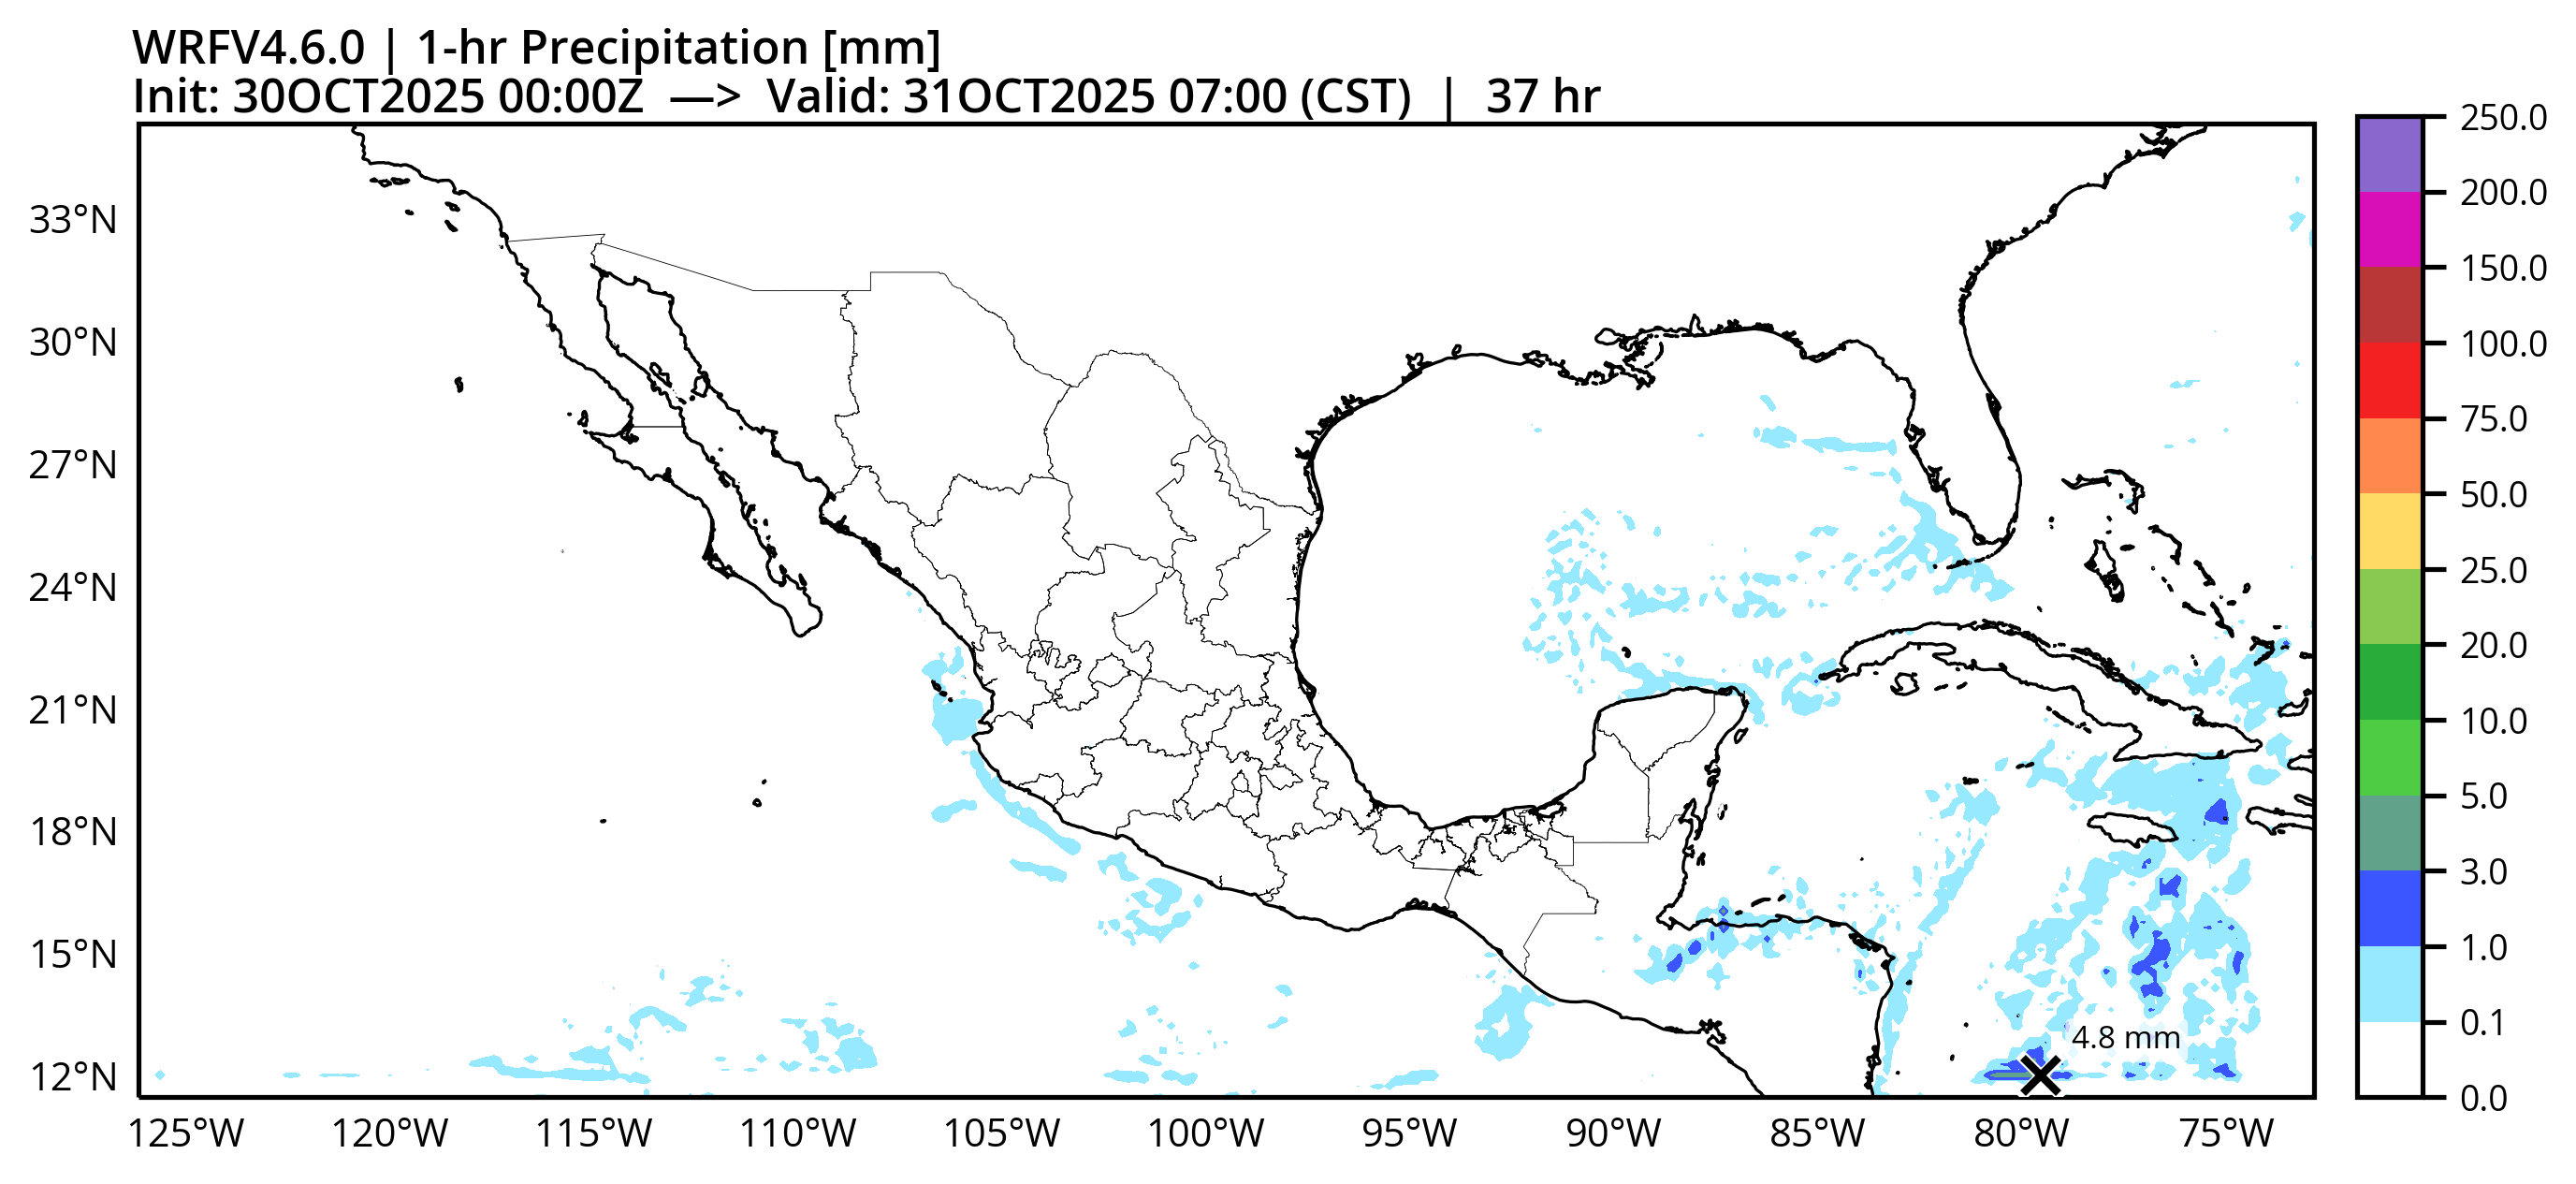 WRFV4.6.0 | 1-hr Precipitation [mm]
Init: 30OCT2025 00:00Z —> Valid: 31OCT2025 07:00 (CST) | 37 hr
33°N
30°N
27°N
24°N
21°N
18°N
15°N
12°N
125°W 120°W 115°W 110°W 105°W 100°W 95°W 90°W 85°W 80°W 75°W
4.8 mm
250.0
200.0
150.0
100.0
75.0
50.0
25.0
20.0
10.0
5.0
3.0
1.0
0.1
0.0